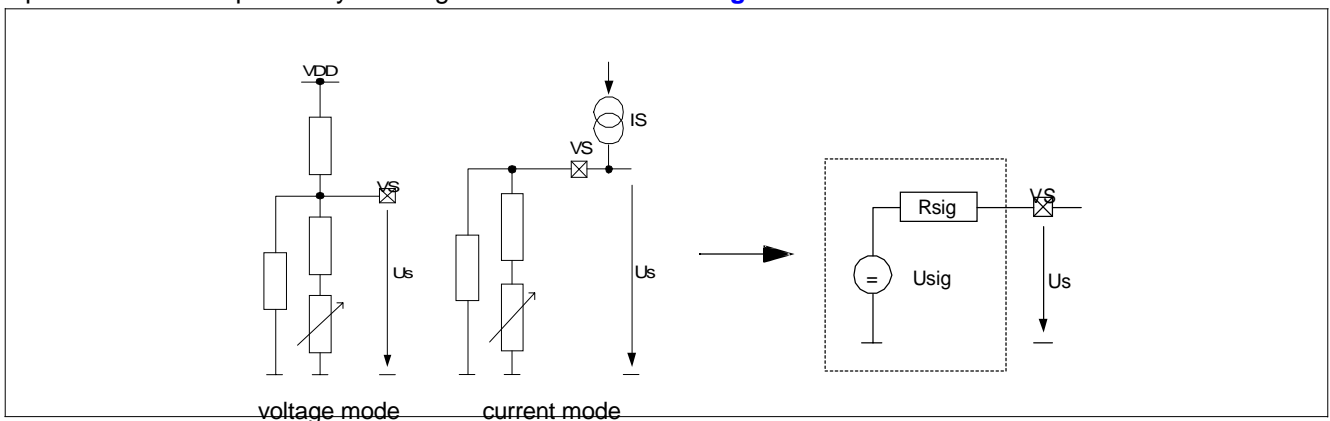 VDD
VS
Us
voltage mode
IS
VS
Us
current mode
Rsig
VS
=
Usig
Us